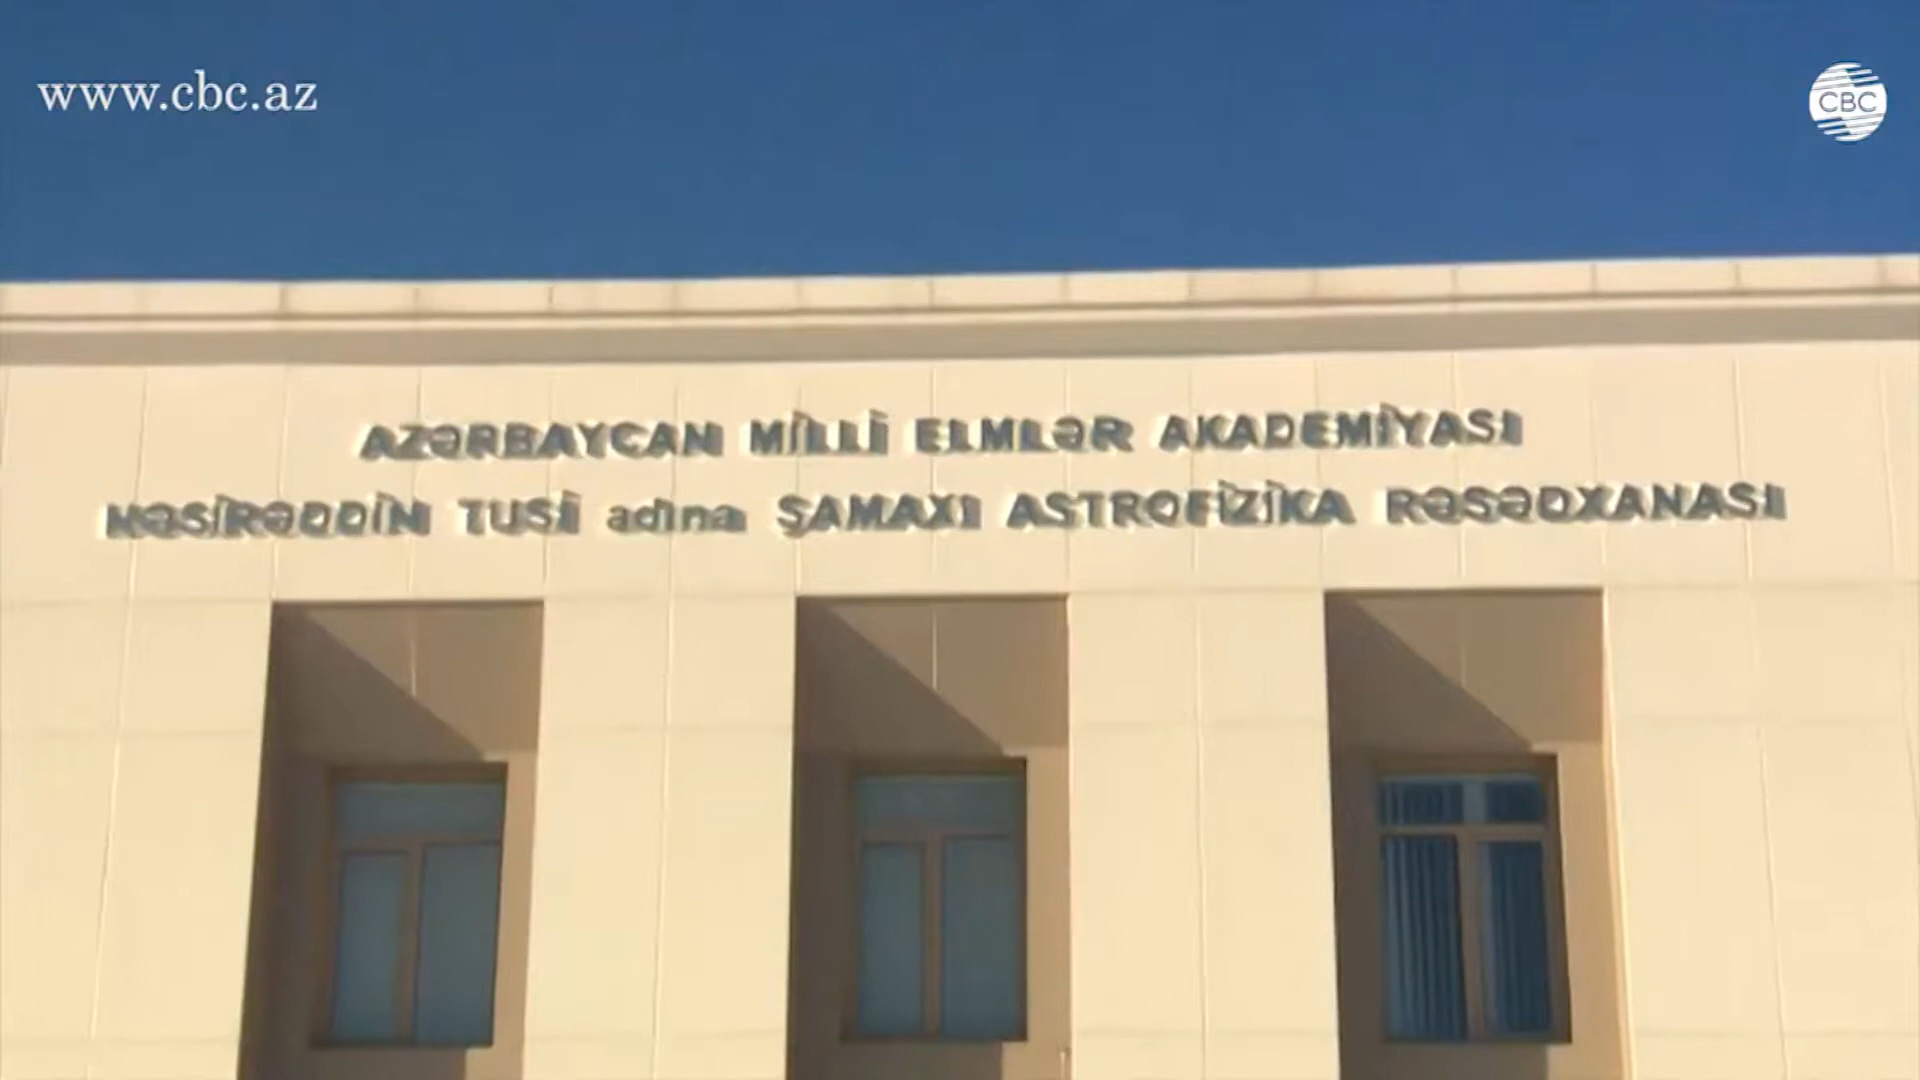 www.cbc.az
CBC
AZƏRBAYCAN MİLLİ ELMLƏR AKADEMİYASI
NƏSİRƏDDİN TUSİ adına ŞAMAXI ASTROFİZİKA RƏSƏDXANASI